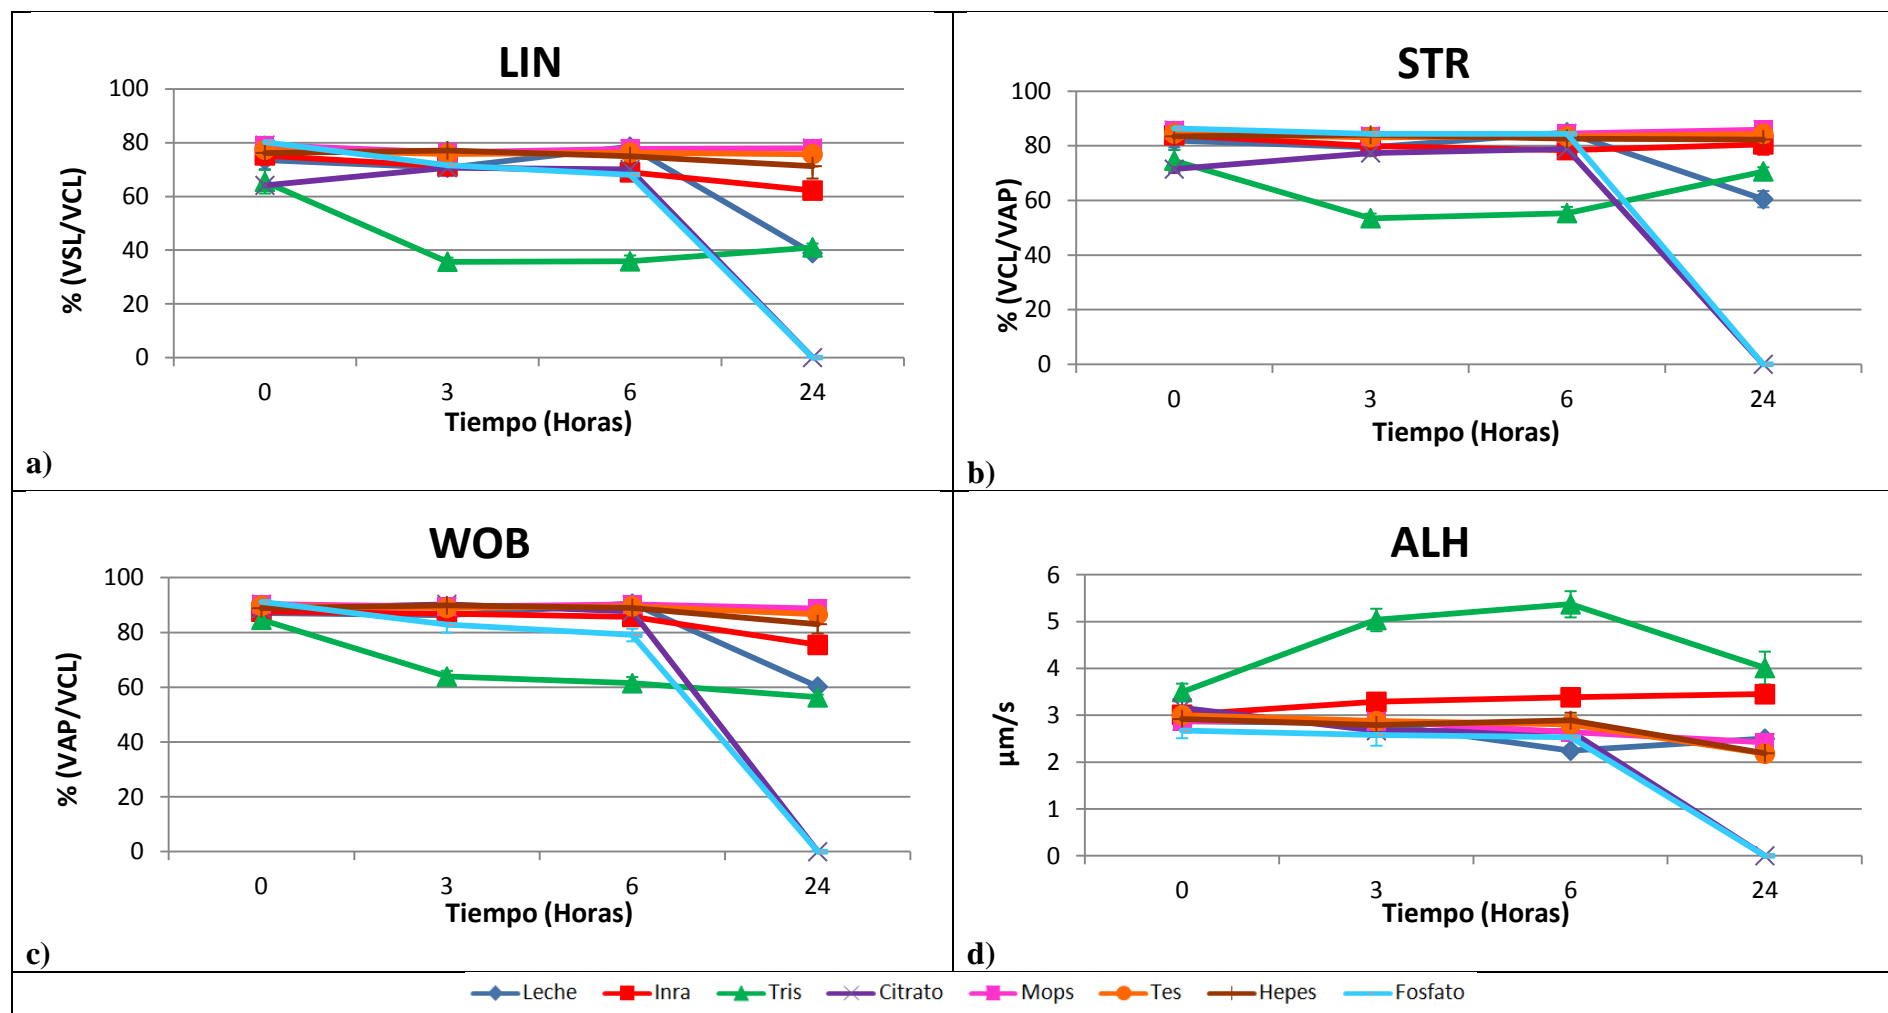 LIN
100
80
60
40
20
0
% (VSL/VCL)
0 3 6 24
Tiempo (Horas)
a)
STR
100
80
60
40
20
0
% (VCL/VAP)
0 3 6 24
Tiempo (Horas)
b)
WOB
100
80
60
40
20
0
% (VAP/VCL)
0 3 6 24
Tiempo (Horas)
c)
ALH
6
5
4
3
2
1
0
µm/s
0 3 6 24
Tiempo (Horas)
d)
Leche Inra Tris Citrato Mops Tes Hepes Fosfato